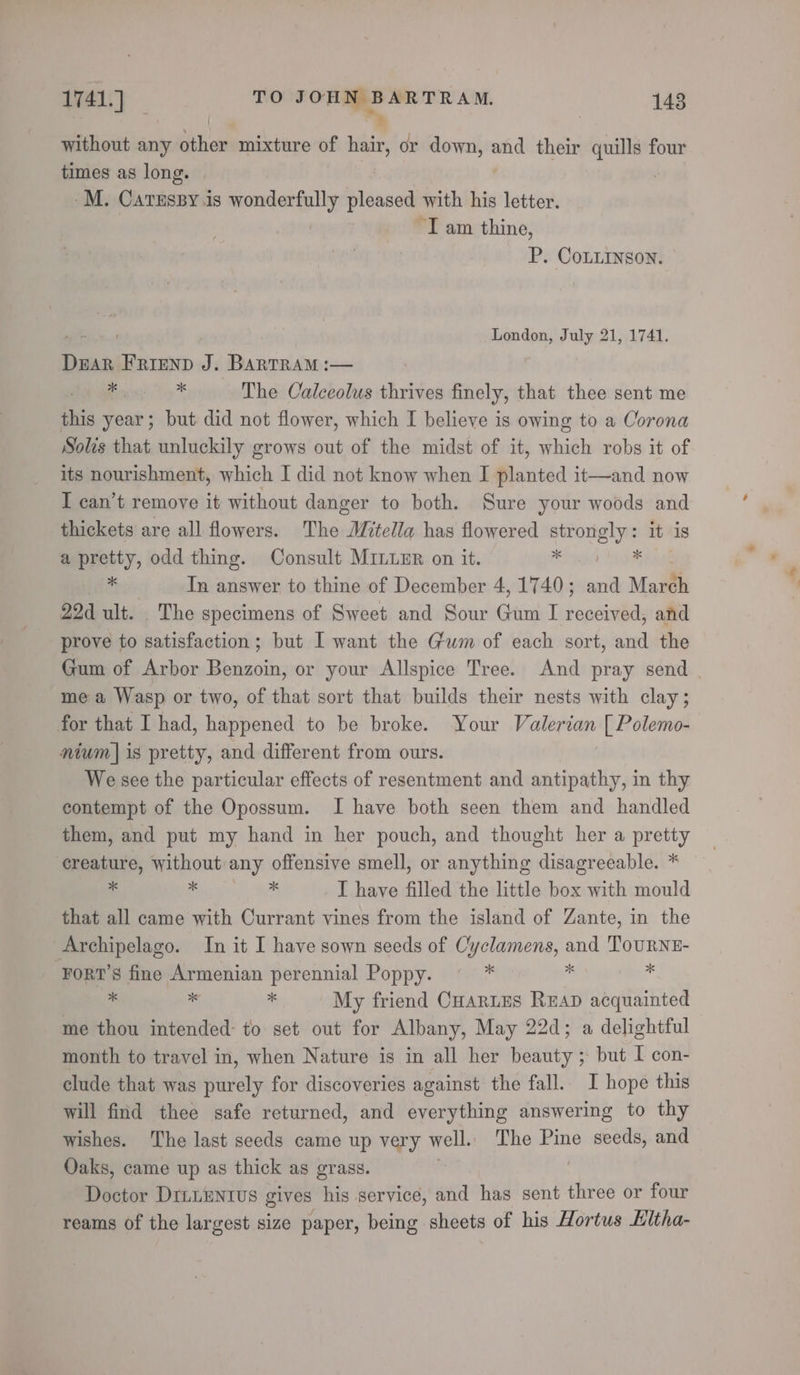 1741.] TO JOHN BARTRAM. 143
without any other mixture of hair, or down, and their quills four
times as long.
M. Catesby is wonderfully pleased with his letter.
I am thine,
P. Collinson.
London, July 21, 1741.
Dear Friend J. Bartram:—
* * The Calceolus thrives finely, that thee sent me
this year; but did not flower, which I believe is owing to a Corona
Solis that unluckily grows out of the midst of it, which robs it of
its nourishment, which I did not know when I planted it—and now
I can't remove it without danger to both. Sure your woods and
thickets are all flowers. The Mitella has flowered strongly: it is
a pretty, odd thing. Consult Miller on it. * *
* In answer to thine of December 4, 1740; and March
22d ult. The specimens of Sweet and Sour Gum I received, and
prove to satisfaction; but I want the Gum of each sort, and the
Gum of Arbor Benzoin, or your Allspice Tree. And pray send
me a Wasp or two, of that sort that builds their nests with clay;
for that I had, happened to be broke. Your Valerian [Polemo-
nium] is pretty, and different from ours.
We see the particular effects of resentment and antipathy, in thy
contempt of the Opossum. I have both seen them and handled
them, and put my hand in her pouch, and thought her a pretty
creature, without any offensive smell, or anything disagreeable. *
* * * I have filled the little box with mould
that all came with Currant vines from the island of Zante, in the
Archipelago. In it I have sown seeds of Cyclamens, and Tourne-
fort's fine Armenian perennial Poppy. * * *
* * * My friend Charles Read acquainted
me thou intended to set out for Albany, May 22d; a delightful
month to travel in, when Nature is in all her beauty; but I con-
clude that was purely for discoveries against the fall. I hope this
will find thee safe returned, and everything answering to thy
wishes. The last seeds came up very well. The Pine seeds, and
Oaks, came up as thick as grass.
Doctor Dillenius gives his service, and has sent three or four
reams of the largest size paper, being sheets of his Hortus Eltha-